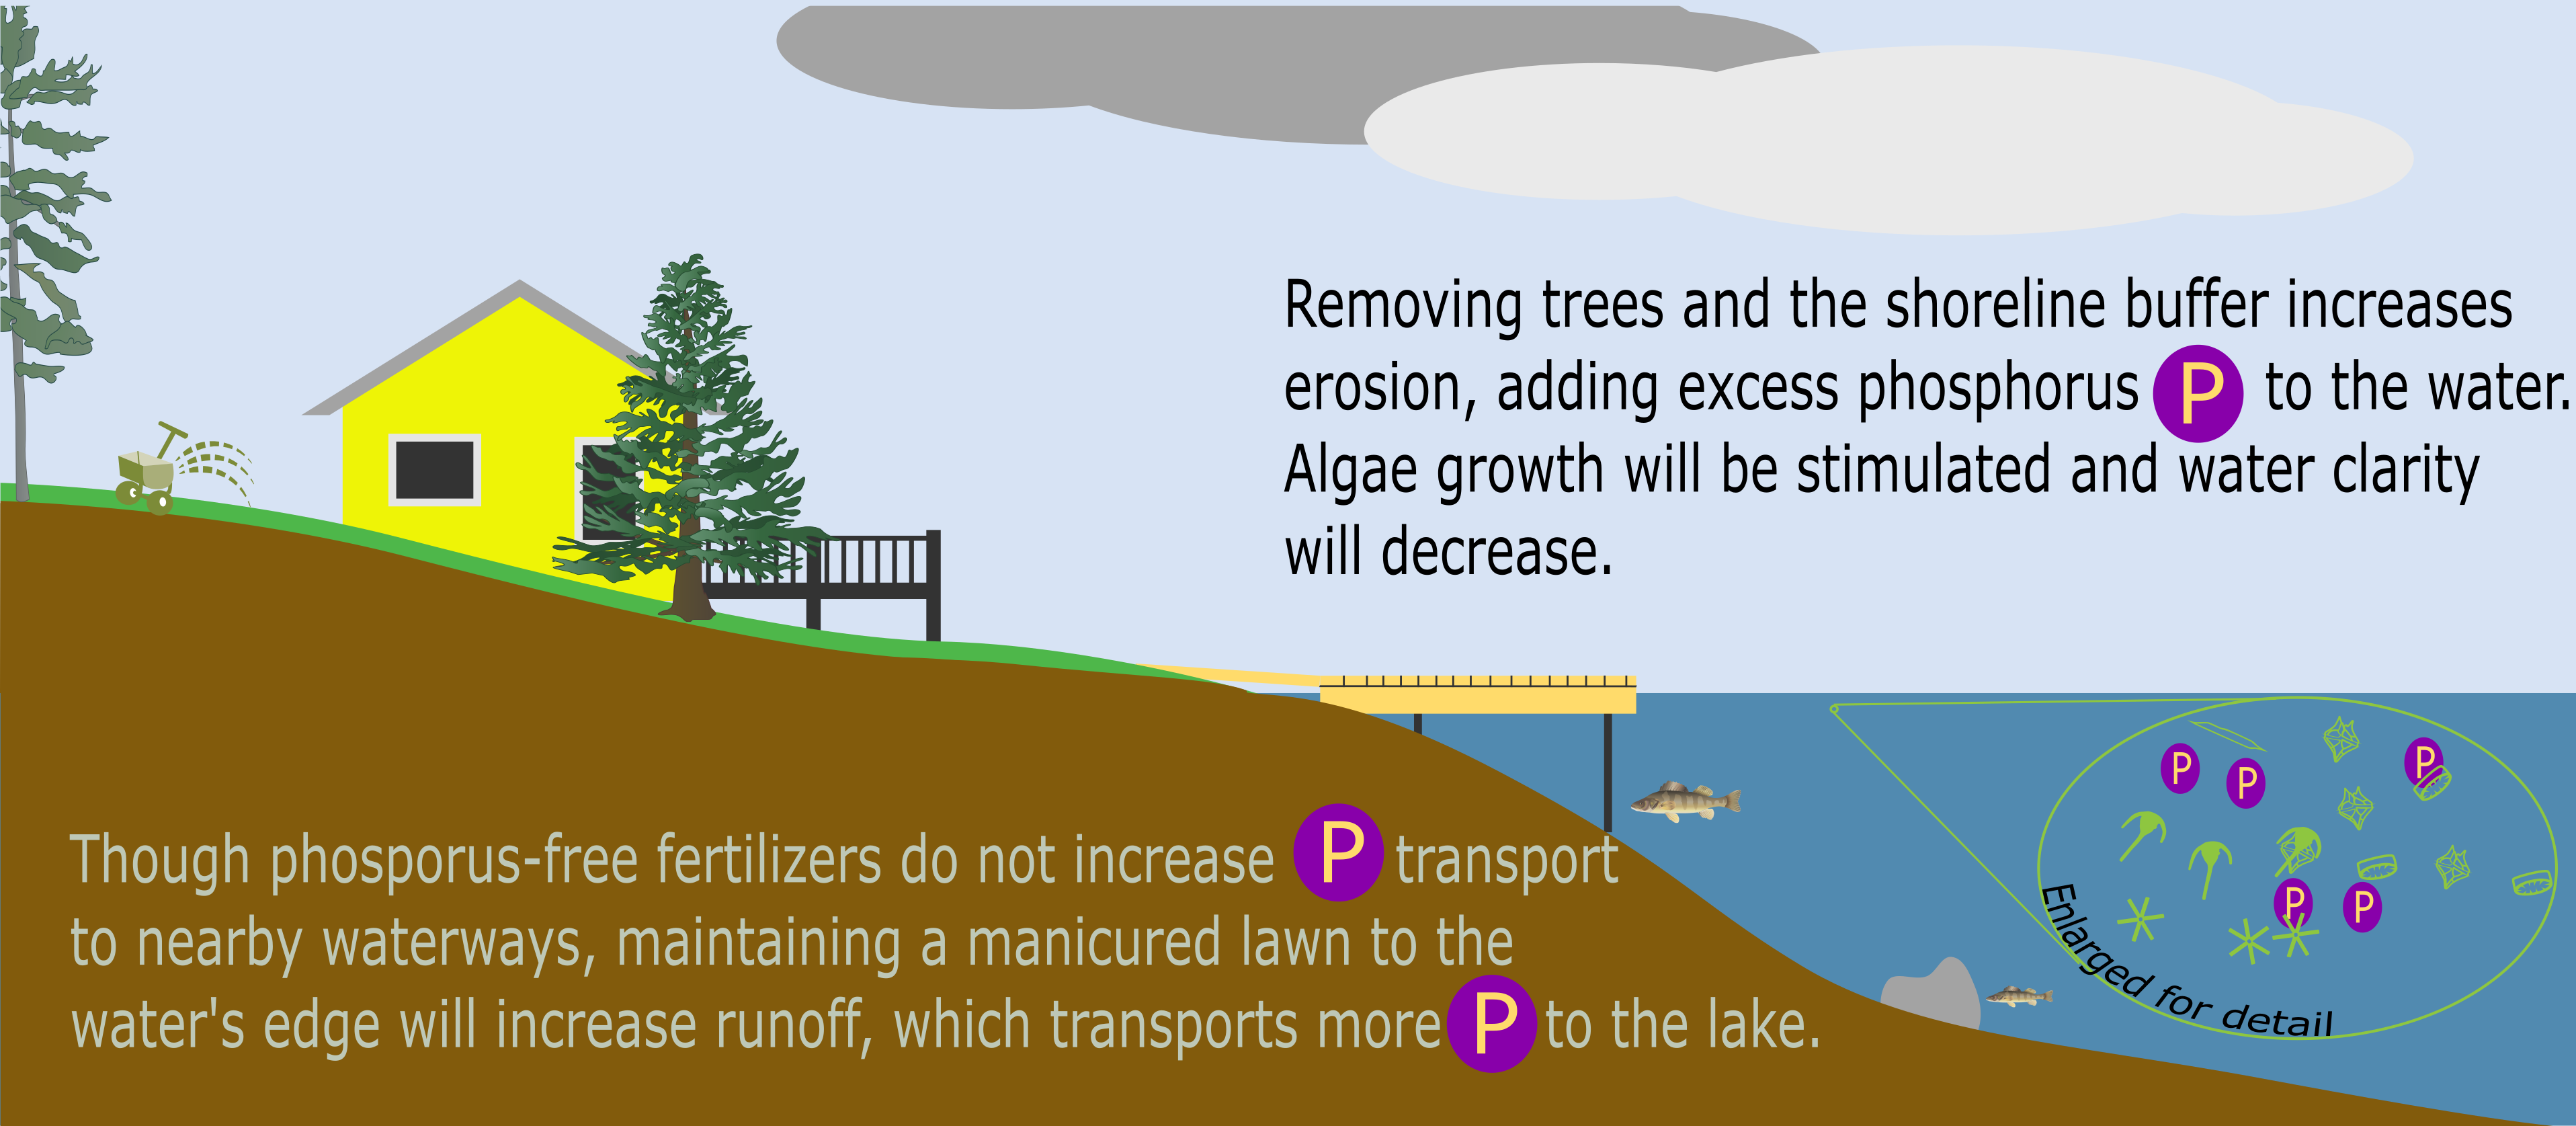 Removing trees and the shoreline buffer increases
erosion, adding excess phosphorus P to the water.
Algae growth will be stimulated and water clarity
will decrease.
P P P
P P
Enlarged for detail
Though phosporus-free fertilizers do not increase P transport
to nearby waterways, maintaining a manicured lawn to the
water's edge will increase runoff, which transports more P to the lake.